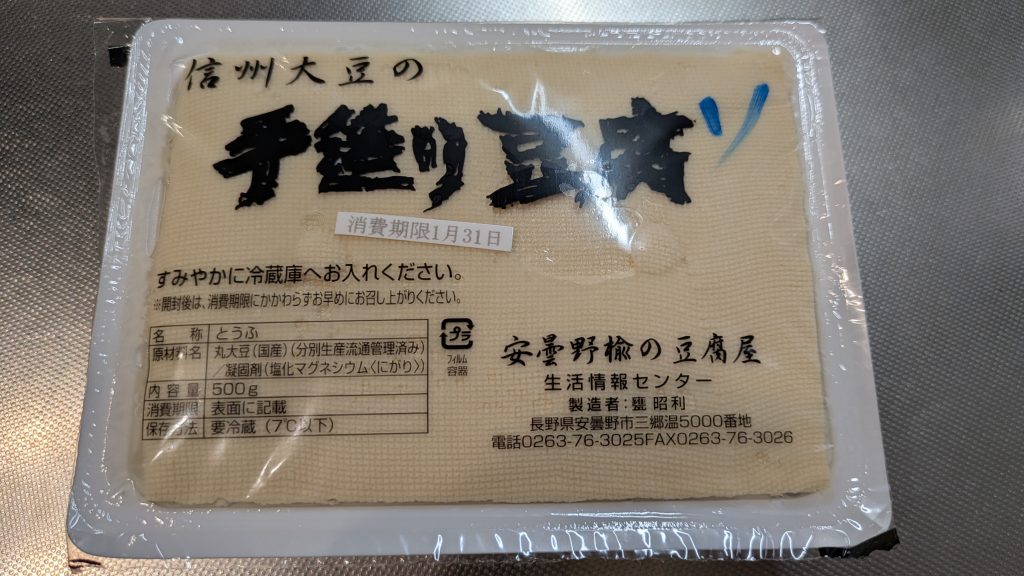 信州大豆の
手造り豆腐
ソ
消費期限1月31日
すみやかに冷蔵庫へお入れください。
※開封後は、消費期限にかかわらずお早めにお召し上がりください。
名 称 とうふ
原材料名 丸大豆(国産)(分別生産流通管理済み)
/凝固剤(塩化マグネシウム〈にがり〉)
内容量 500g
消費期限 表面に記載
保存方法 要冷蔵(7℃以下)
プラ
フィルム
容器
安曇野楡の豆腐屋
生活情報センター
製造者:甕 昭利
長野県安曇野市三郷温5000番地
電話0263-76-3025FAX0263-76-3026